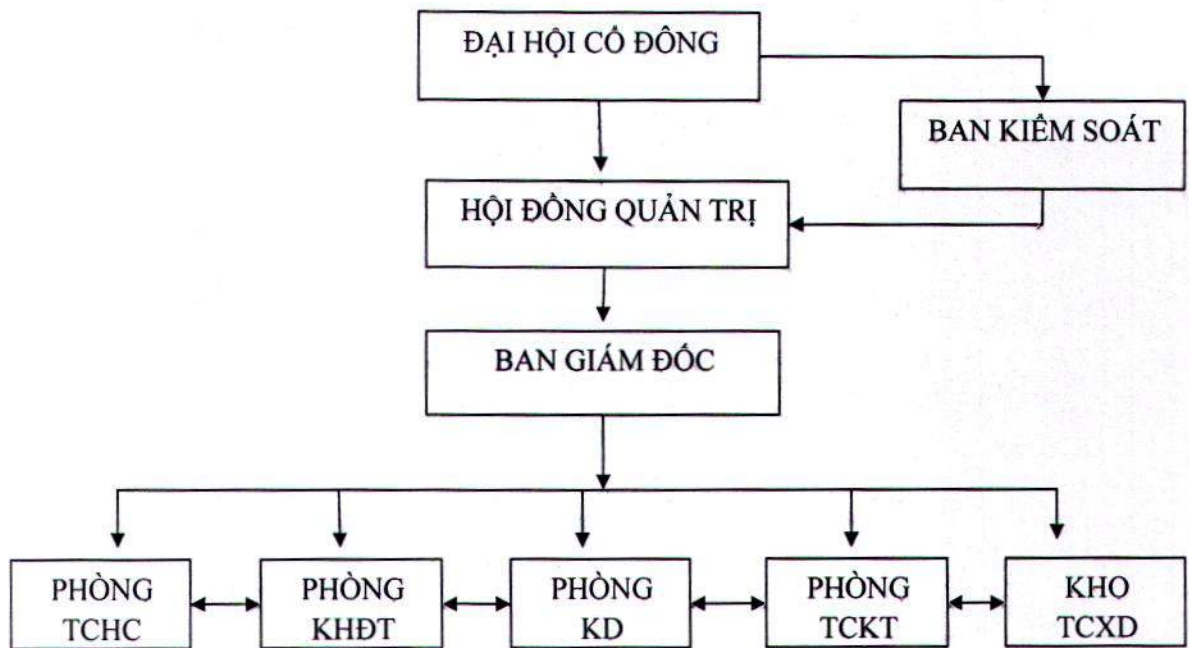 ĐẠI HỘI CỔ ĐÔNG
BAN KIỂM SOÁT
HỘI ĐỒNG QUẢN TRỊ
BAN GIÁM ĐỐC
PHÒNG
TCHC
PHÒNG
KHĐT
PHÒNG
KD
PHÒNG
TCKT
KHO
TCXD